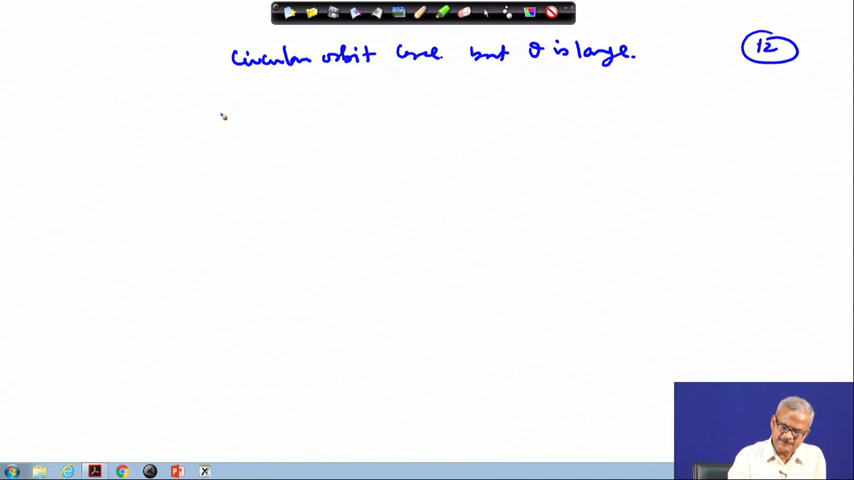 circular orbit case but θ is large.
12